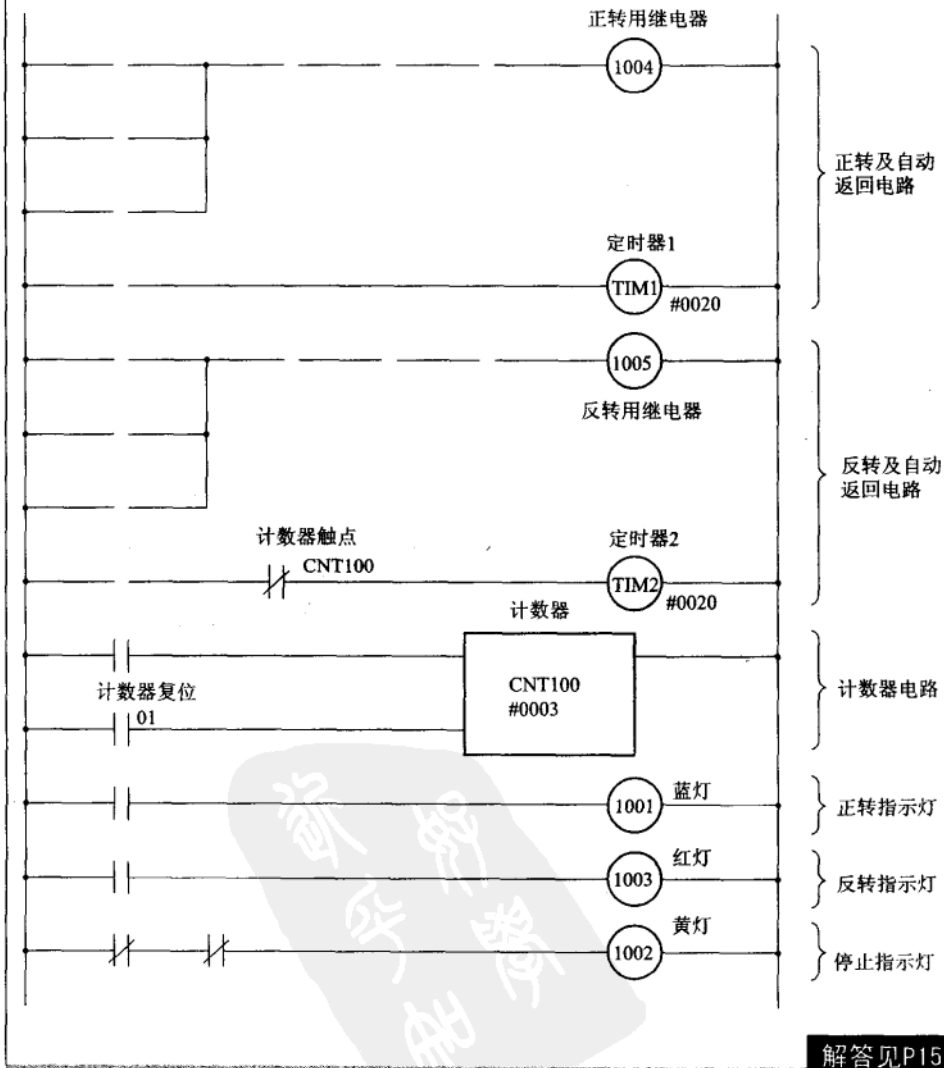 正转用继电器
1004
正转及自动
返回电路
定时器1
TIM1
#0020
1005
反转用继电器
反转及自动
返回电路
计数器触点
CNT100
定时器2
TIM2
#0020
计数器
CNT100
#0003
计数器电路
计数器复位
01
蓝灯
1001
正转指示灯
红灯
1003
反转指示灯
黄灯
1002
停止指示灯
解答见P15